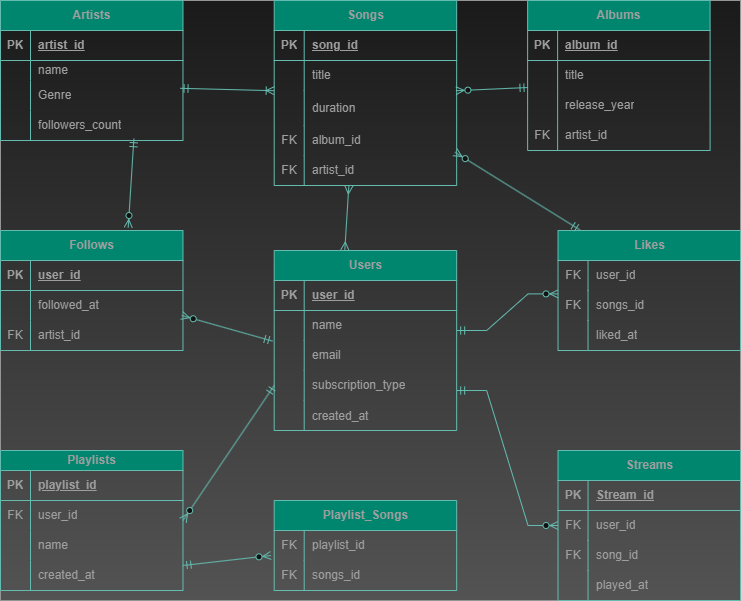 Artists
PK artist_id
name
Genre
followers_count
Songs
PK song_id
title
duration
FK album_id
FK artist_id
Albums
PK album_id
title
release_year
FK artist_id
Follows
PK user_id
followed_at
FK artist_id
Users
PK user_id
name
email
subscription_type
created_at
Likes
FK user_id
FK songs_id
liked_at
Playlists
PK playlist_id
FK user_id
name
created_at
Playlist_Songs
FK playlist_id
FK songs_id
Streams
PK Stream_id
FK user_id
FK song_id
played_at